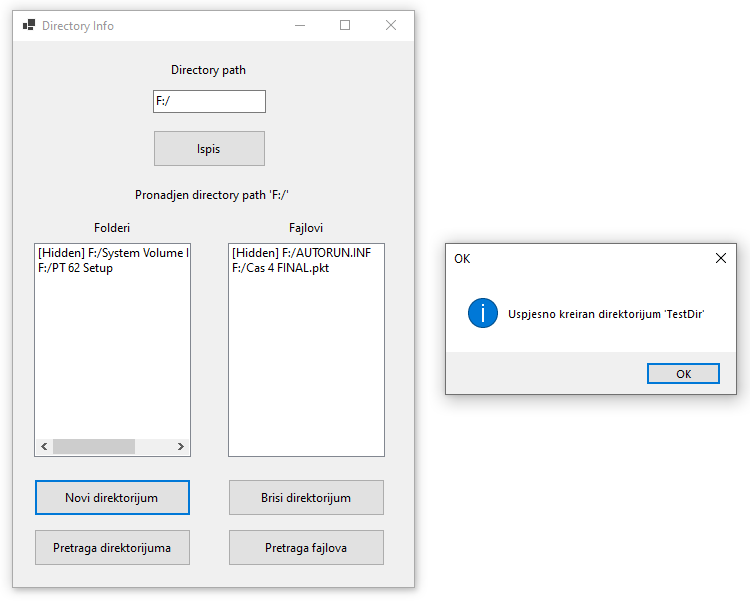 Directory Info
Directory path
F:/
Ispis
Pronadjen directory path 'F:/'
Folderi
Fajlovi
[Hidden] F:/System Volume
F:/PT 62 Setup
[Hidden] F:/AUTORUN.INF
F:/Cas 4 FINAL.pkt
Novi direktorijum
Brisi direktorijum
Pretraga direktorijuma
Pretraga fajlova
OK
Uspjesno kreiran direktorijum 'TestDir'
OK